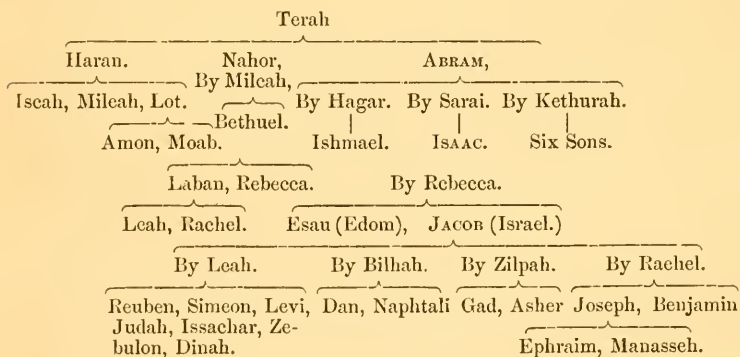 Terah
Haran. Nahor, ABRAM,
By Milcah,
Iscah, Milcah, Lot. By Hagar. By Sarai. By Kethurah.
Bethuel.
Amon, Moab. Ishmael. ISAAC. Six Sons.
Laban, Rebecca. By Rebecca.
Leah, Rachel. Esau (Edom), JACOB (Israel.)
By Leah. By Bilhah. By Zilpah. By Rachel.
Reuben, Simeon, Levi, Dan, Naphtali Gad, Asher Joseph, Benjamin
Judah, Issachar, Ze-
bulon, Dinah. Ephraim, Manasseh.